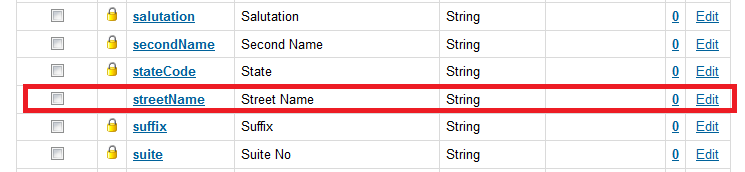 salutation Salutation String 0 Edit
secondName Second Name String 0 Edit
stateCode State String 0 Edit
streetName Street Name String 0 Edit
suffix Suffix String 0 Edit
suite Suite No String 0 Edit